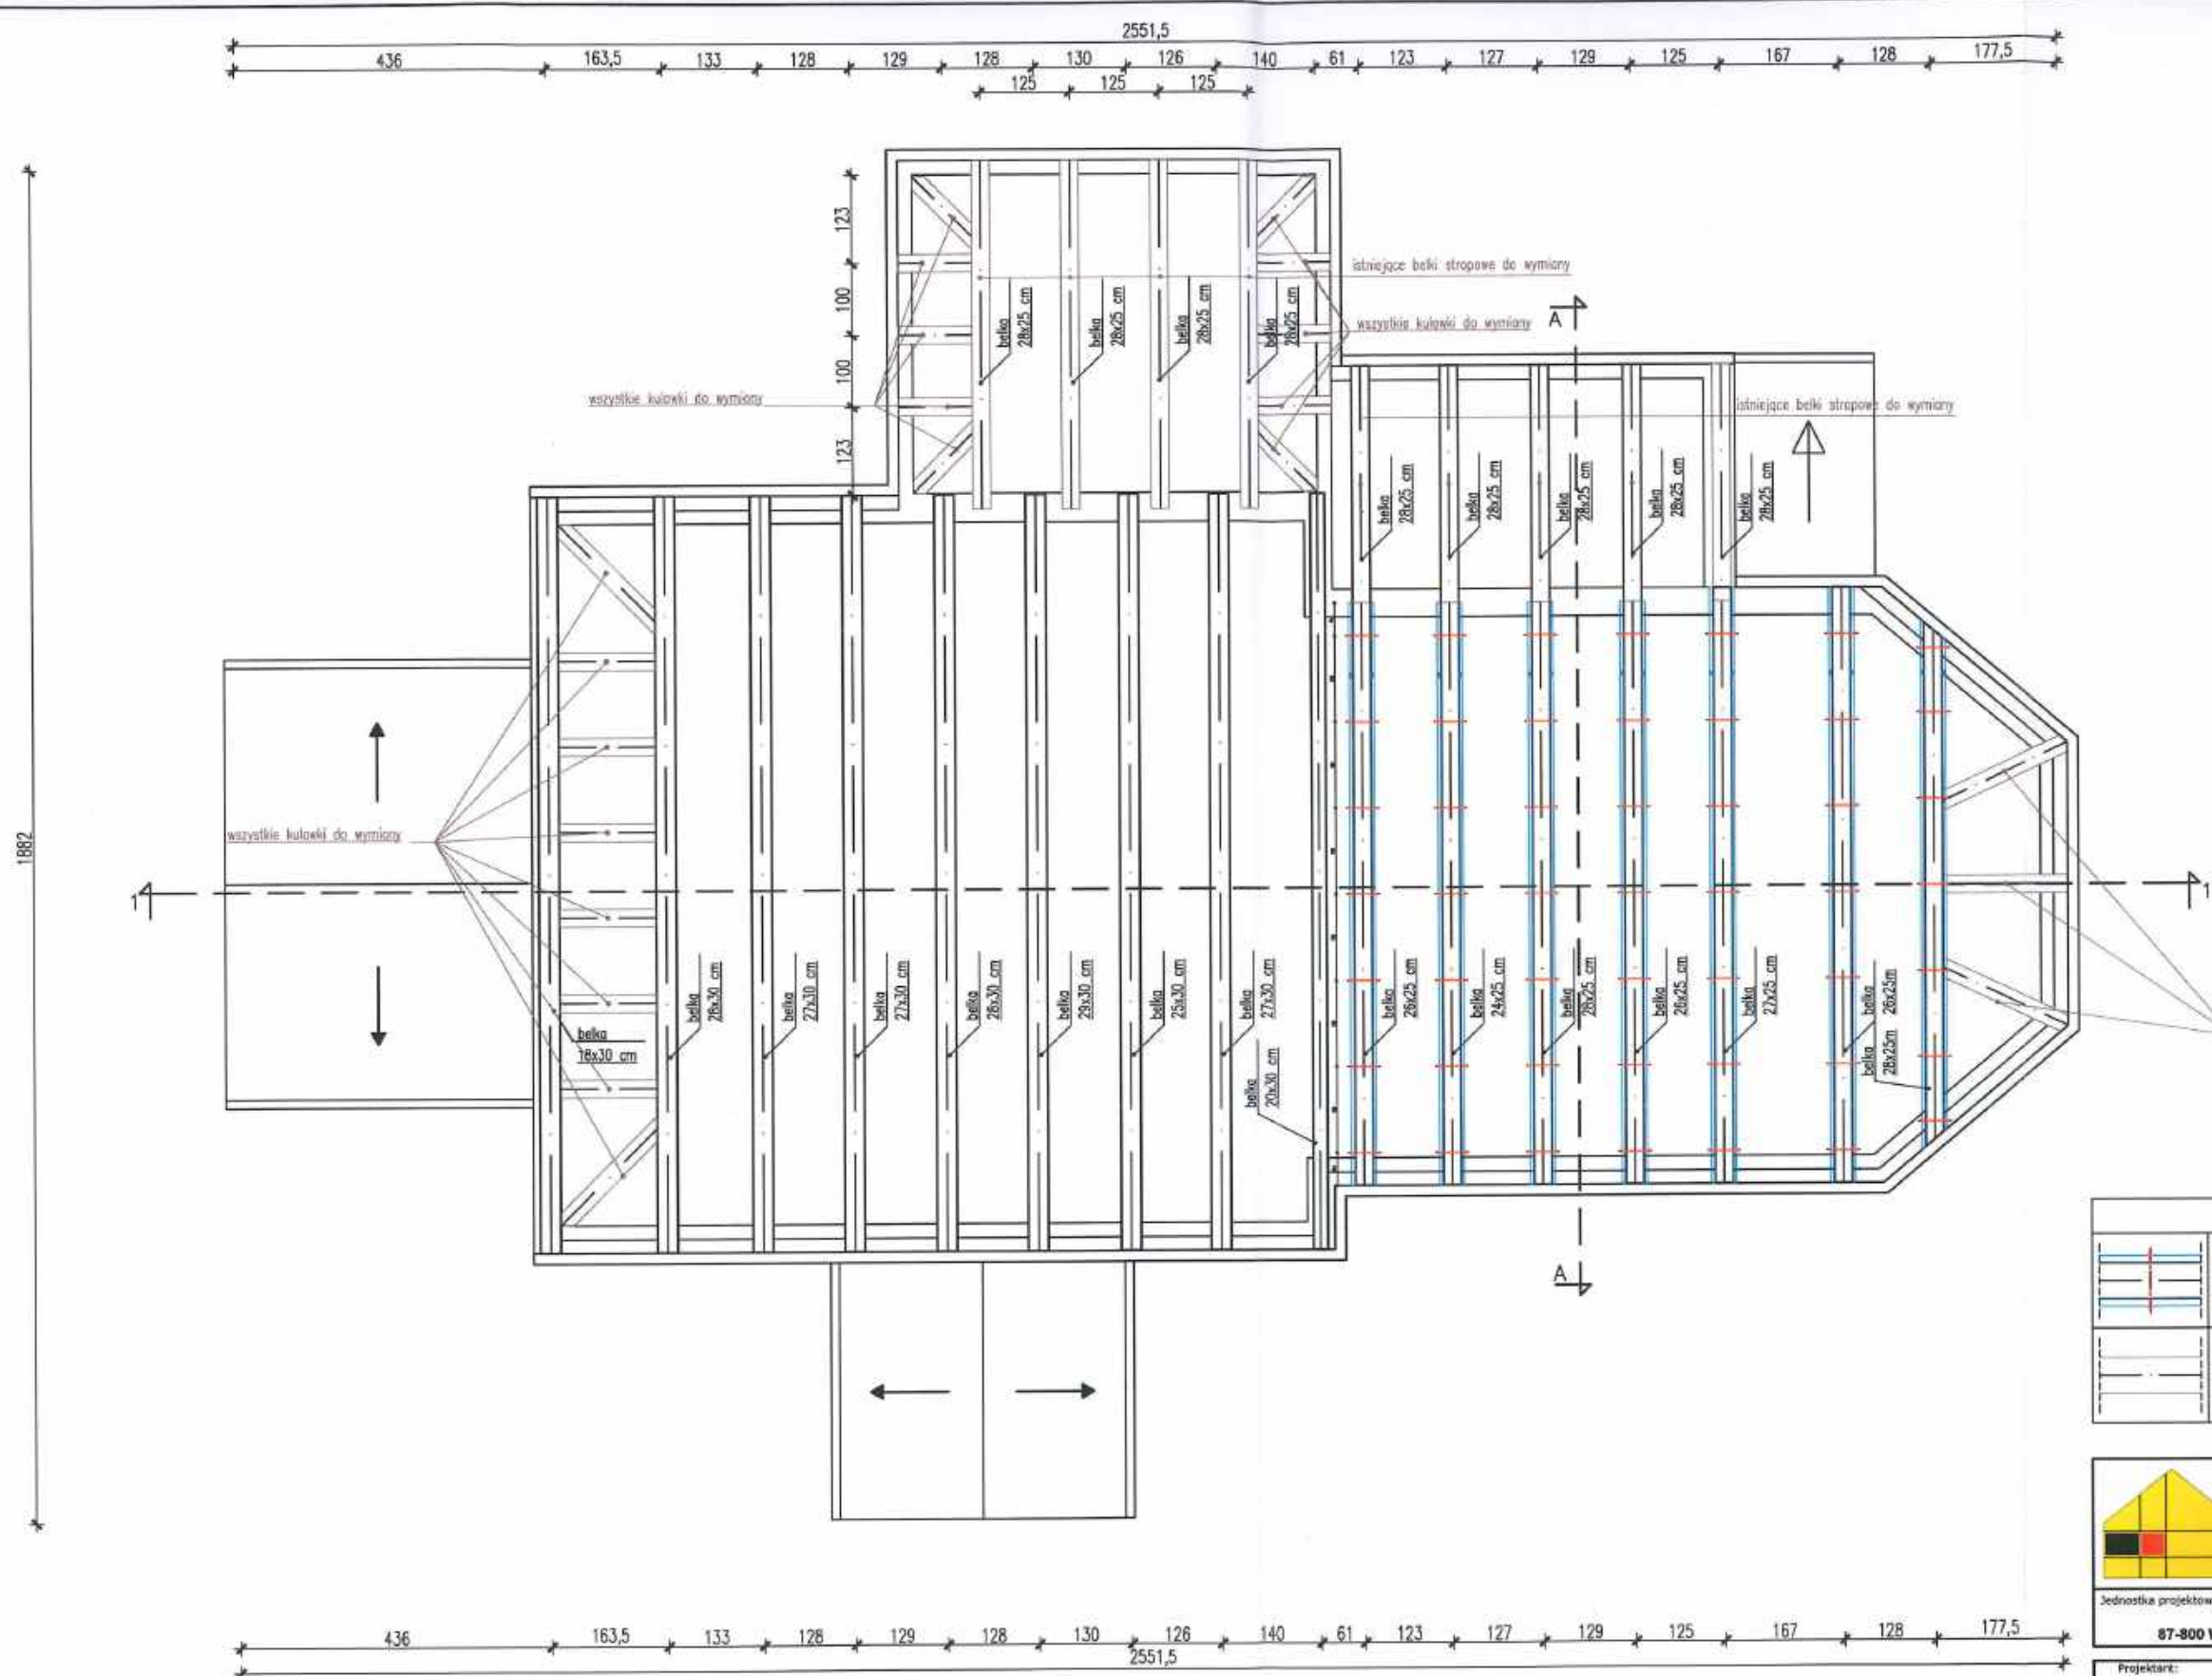 2551,5
436 163,5 133 128 129 128 130 126 140 61 123 127 129 125 167 128 177,5
125 125 125
123
100
100
123
1882
istniejące belki stropowe do wymiany
wszystkie kulawki do wymiany
wszystkie kulawki do wymiany
istniejące belki stropowe do wymiany
A
belka
28x25 cm
belka
28x25 cm
belka
28x25 cm
belka
28x25 cm
belka
28x25 cm
belka
28x25 cm
belka
28x25 cm
belka
28x25 cm
belka
28x25 cm
wszystkie kulawki do wymiany
1
1
belka
18x30 cm
belka
28x30 cm
belka
27x30 cm
belka
27x30 cm
belka
28x30 cm
belka
29x30 cm
belka
25x30 cm
belka
27x30 cm
belka
20x30 cm
belka
26x25 cm
belka
24x25 cm
belka
26x25 cm
belka
26x25 cm
belka
27x25 cm
belka
26x25m
belka
28x25m
A
Jednostka projektow
87-800
Projektant:
436 163,5 133 128 129 128 130 126 140 61 123 127 129 125 167 128 177,5
2551,5